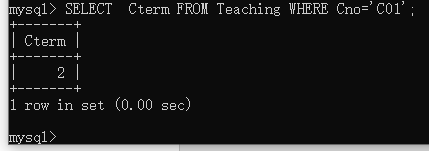 mysql> SELECT  Cterm FROM Teaching WHERE Cno='C01';
+-------+
| Cterm |
+-------+
|     2 |
+-------+
1 row in set (0.00 sec)
mysql>